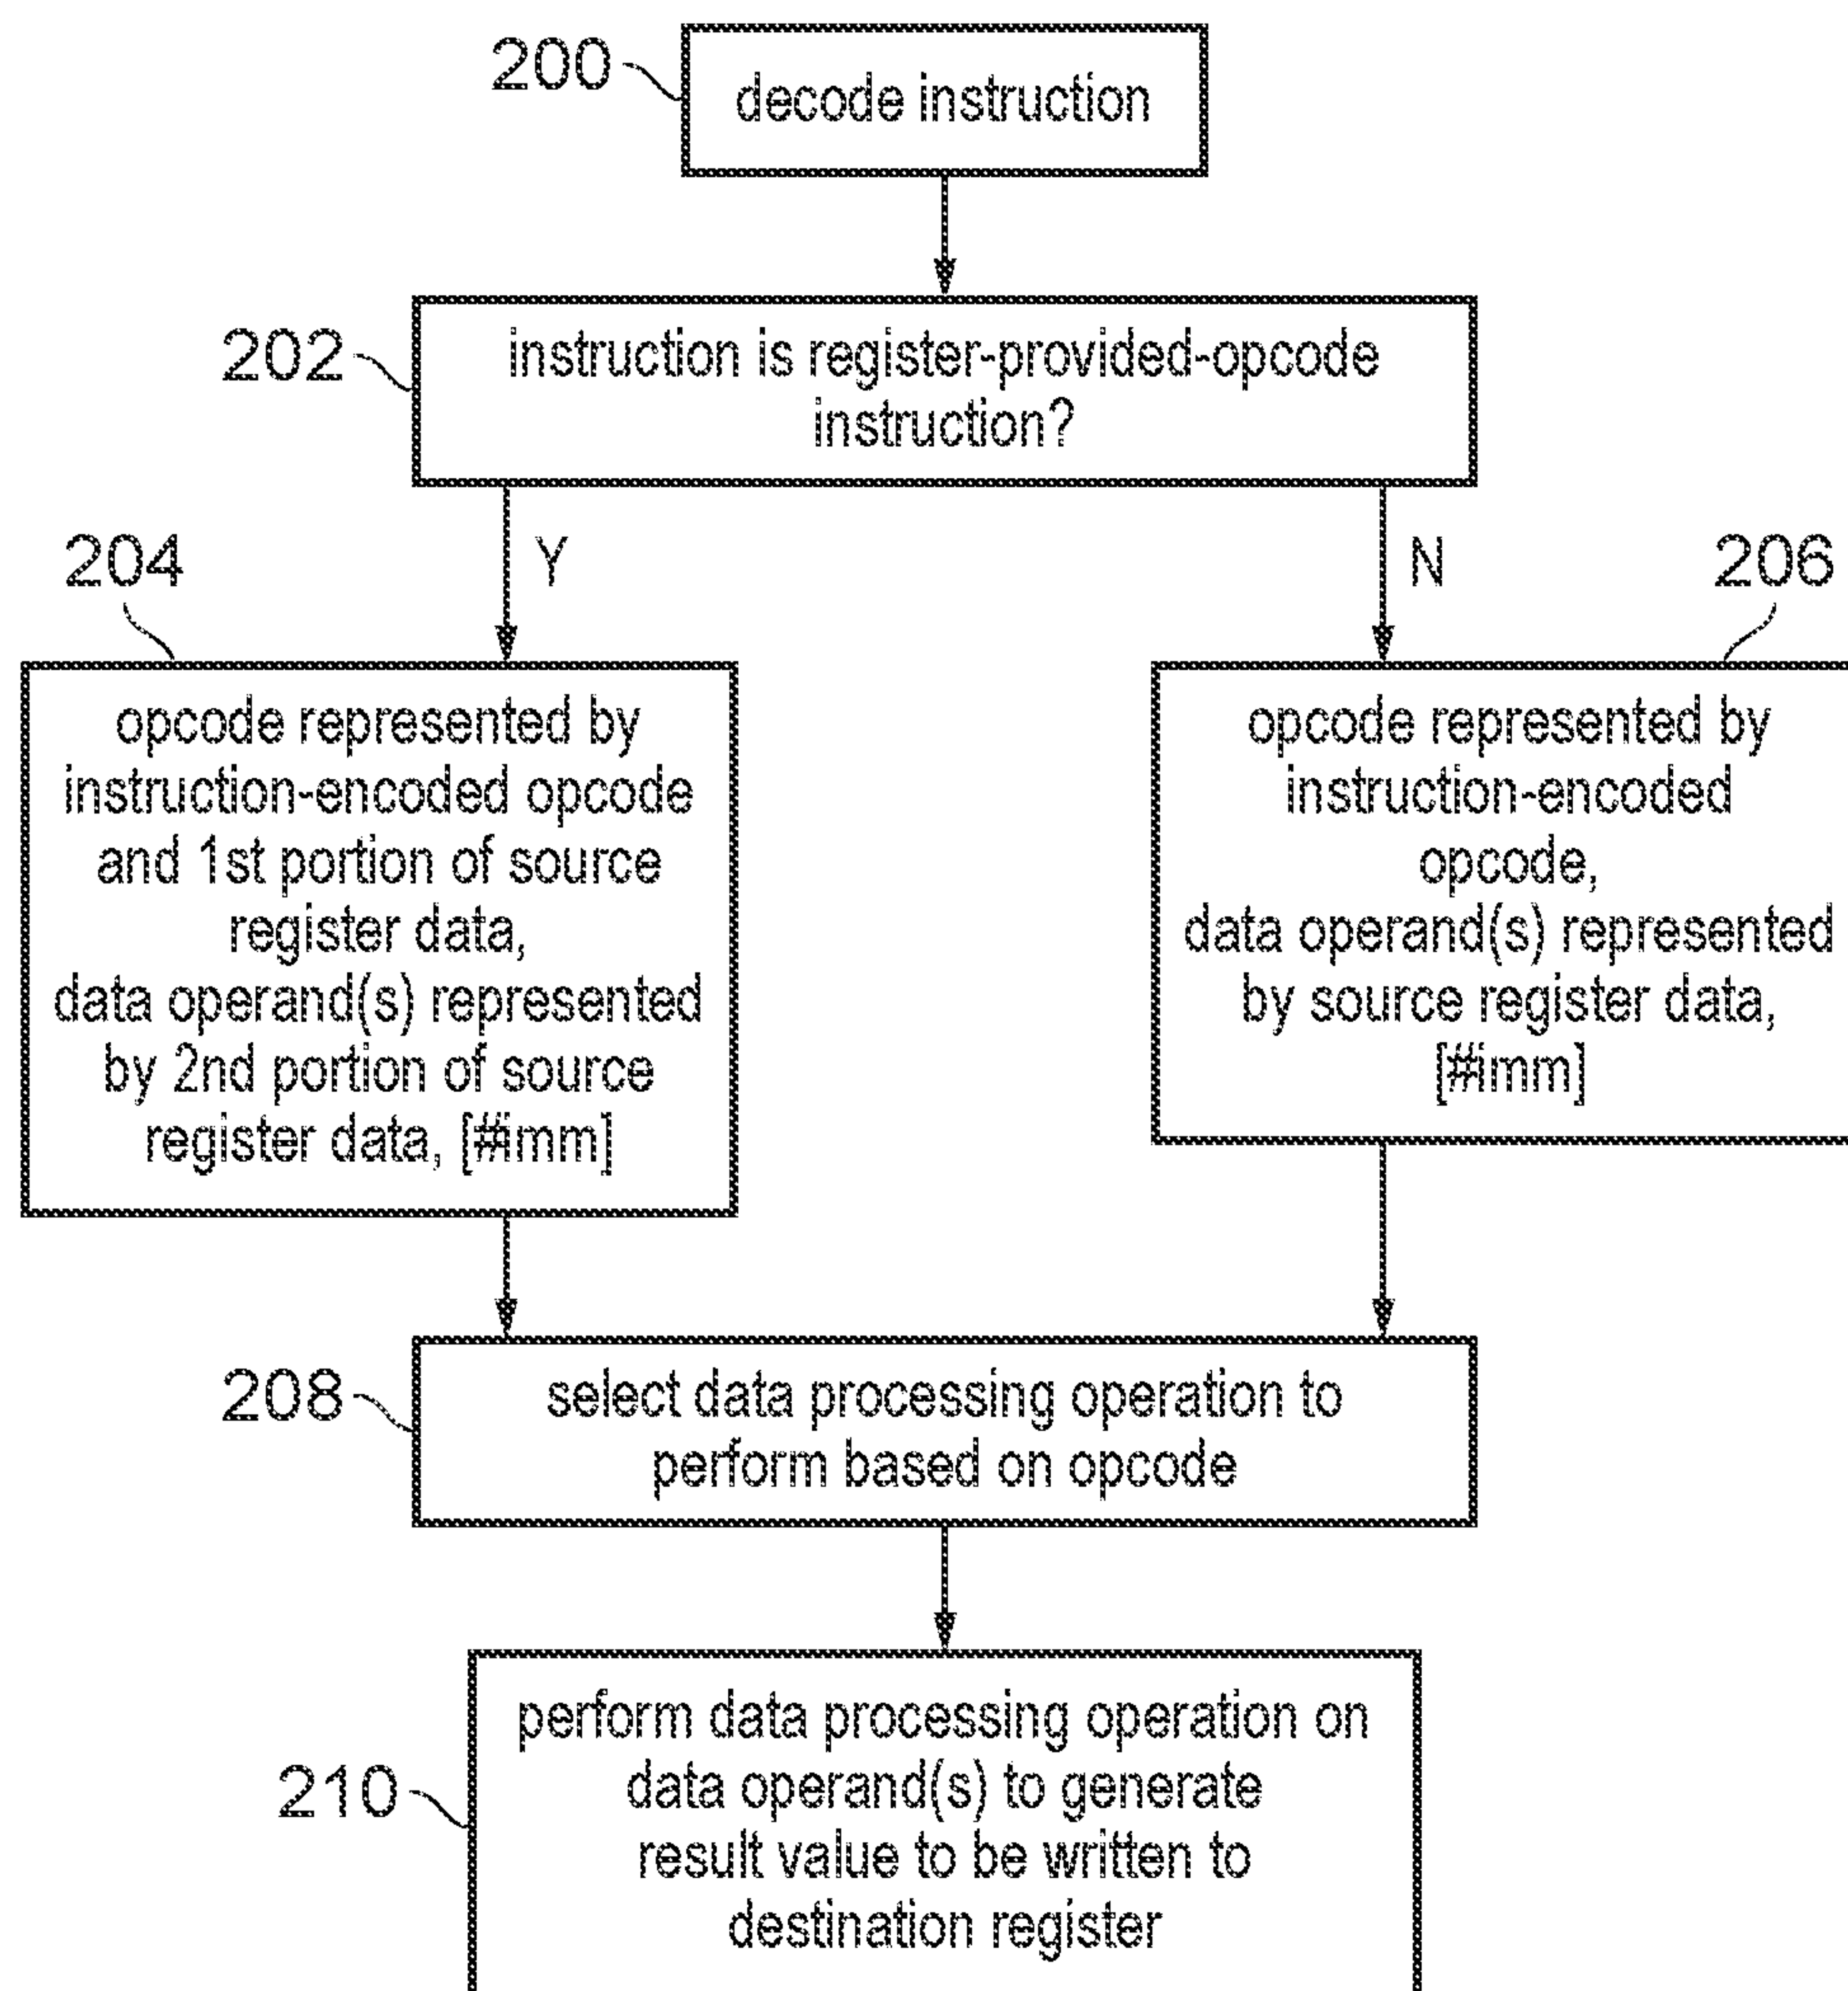 200
decode instruction
202
instruction is register-provided-opcode
instruction?
Y
N
204
206
opcode represented by
instruction-encoded opcode
and 1st portion of source
register data,
data operand(s) represented
by 2nd portion of source
register data, [#imm]
opcode represented by
instruction-encoded
opcode,
data operand(s) represented
by source register data,
[#imm]
208
select data processing operation to
perform based on opcode
210
perform data processing operation on
data operand(s) to generate
result value to be written to
destination register